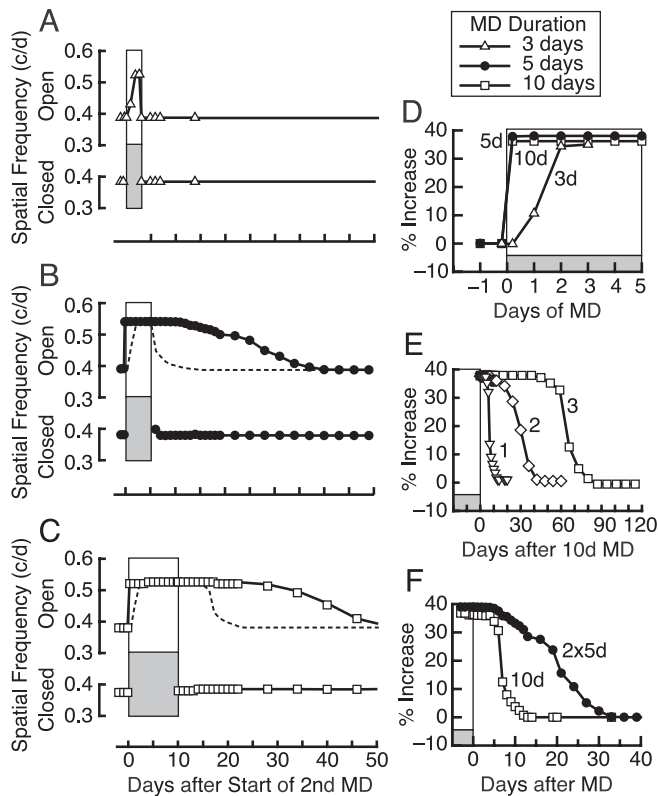 A
Spatial Frequency (c/d)
Closed Open
0.6
0.5
0.4
0.3
0.4
0.3
B
Spatial Frequency (c/d)
Closed Open
0.6
0.5
0.4
0.3
0.4
0.3
C
Spatial Frequency (c/d)
Closed Open
0.6
0.5
0.4
0.3
0.4
0.3
0 10 20 30 40 50
Days after Start of 2nd MD
MD Duration
3 days
5 days
10 days
D
% Increase
40
30
20
10
0
−10
5d
10d
3d
-1 0 1 2 3 4 5
Days of MD
E
% Increase
40
30
20
10
0
−10
1
2
3
0 30 60 90 120
Days after 10d MD
F
% Increase
40
30
20
10
0
−10
10d
2x5d
0 10 20 30 40
Days after MD